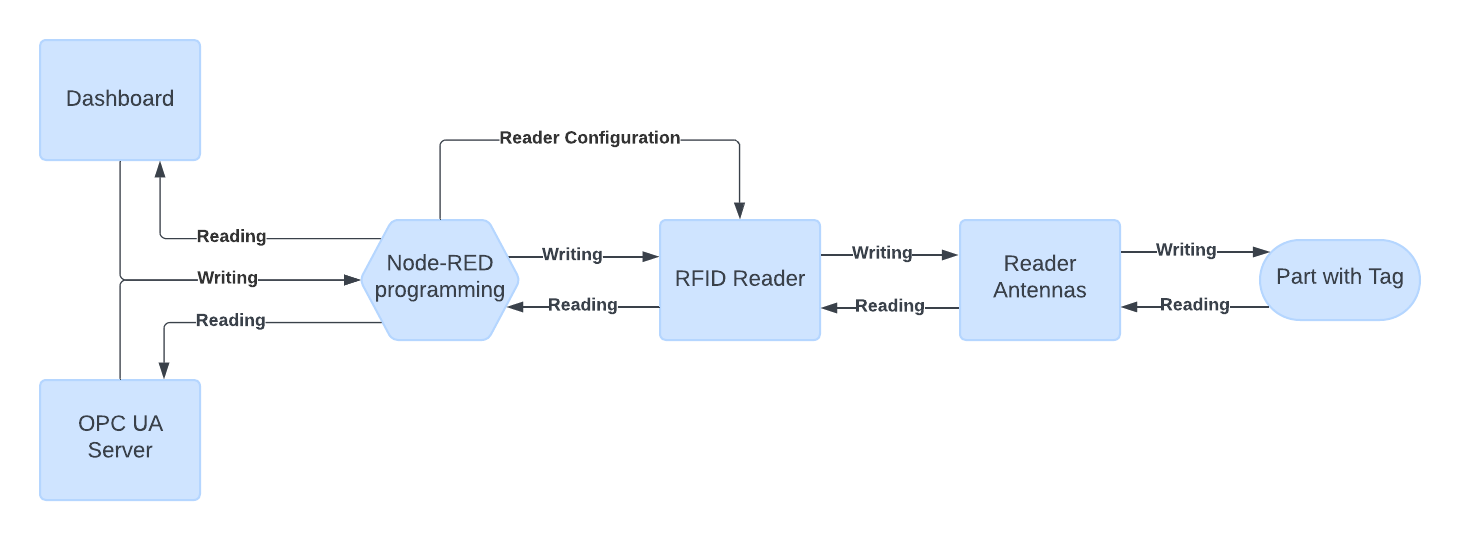 Dashboard
Reader Configuration
Reading
Writing
Reading
Node-RED
programming
Writing
Reading
RFID Reader
Writing
Reading
Reader
Antennas
Writing
Reading
Part with Tag
OPC UA
Server